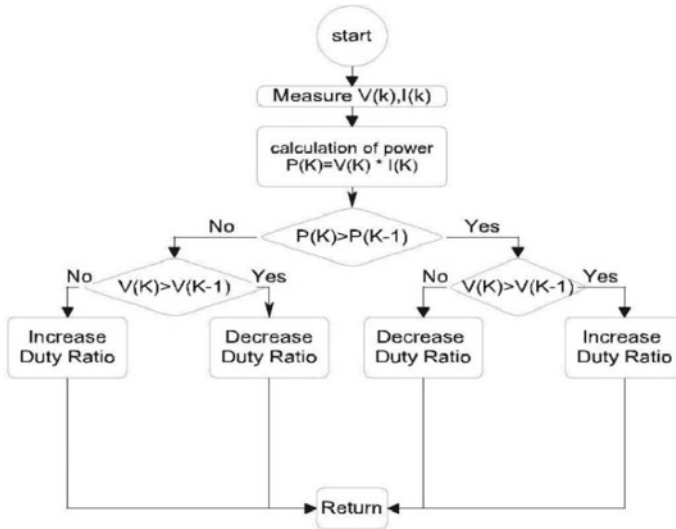 start
Measure V(k),I(k)
calculation of power
P(K)=V(K) * I(K)
P(K)>P(K-1)
No
Yes
V(K)>V(K-1)
No
Yes
V(K)>V(K-1)
No
Yes
Increase
Duty Ratio
Decrease
Duty Ratio
Decrease
Duty Ratio
Increase
Duty Ratio
Return